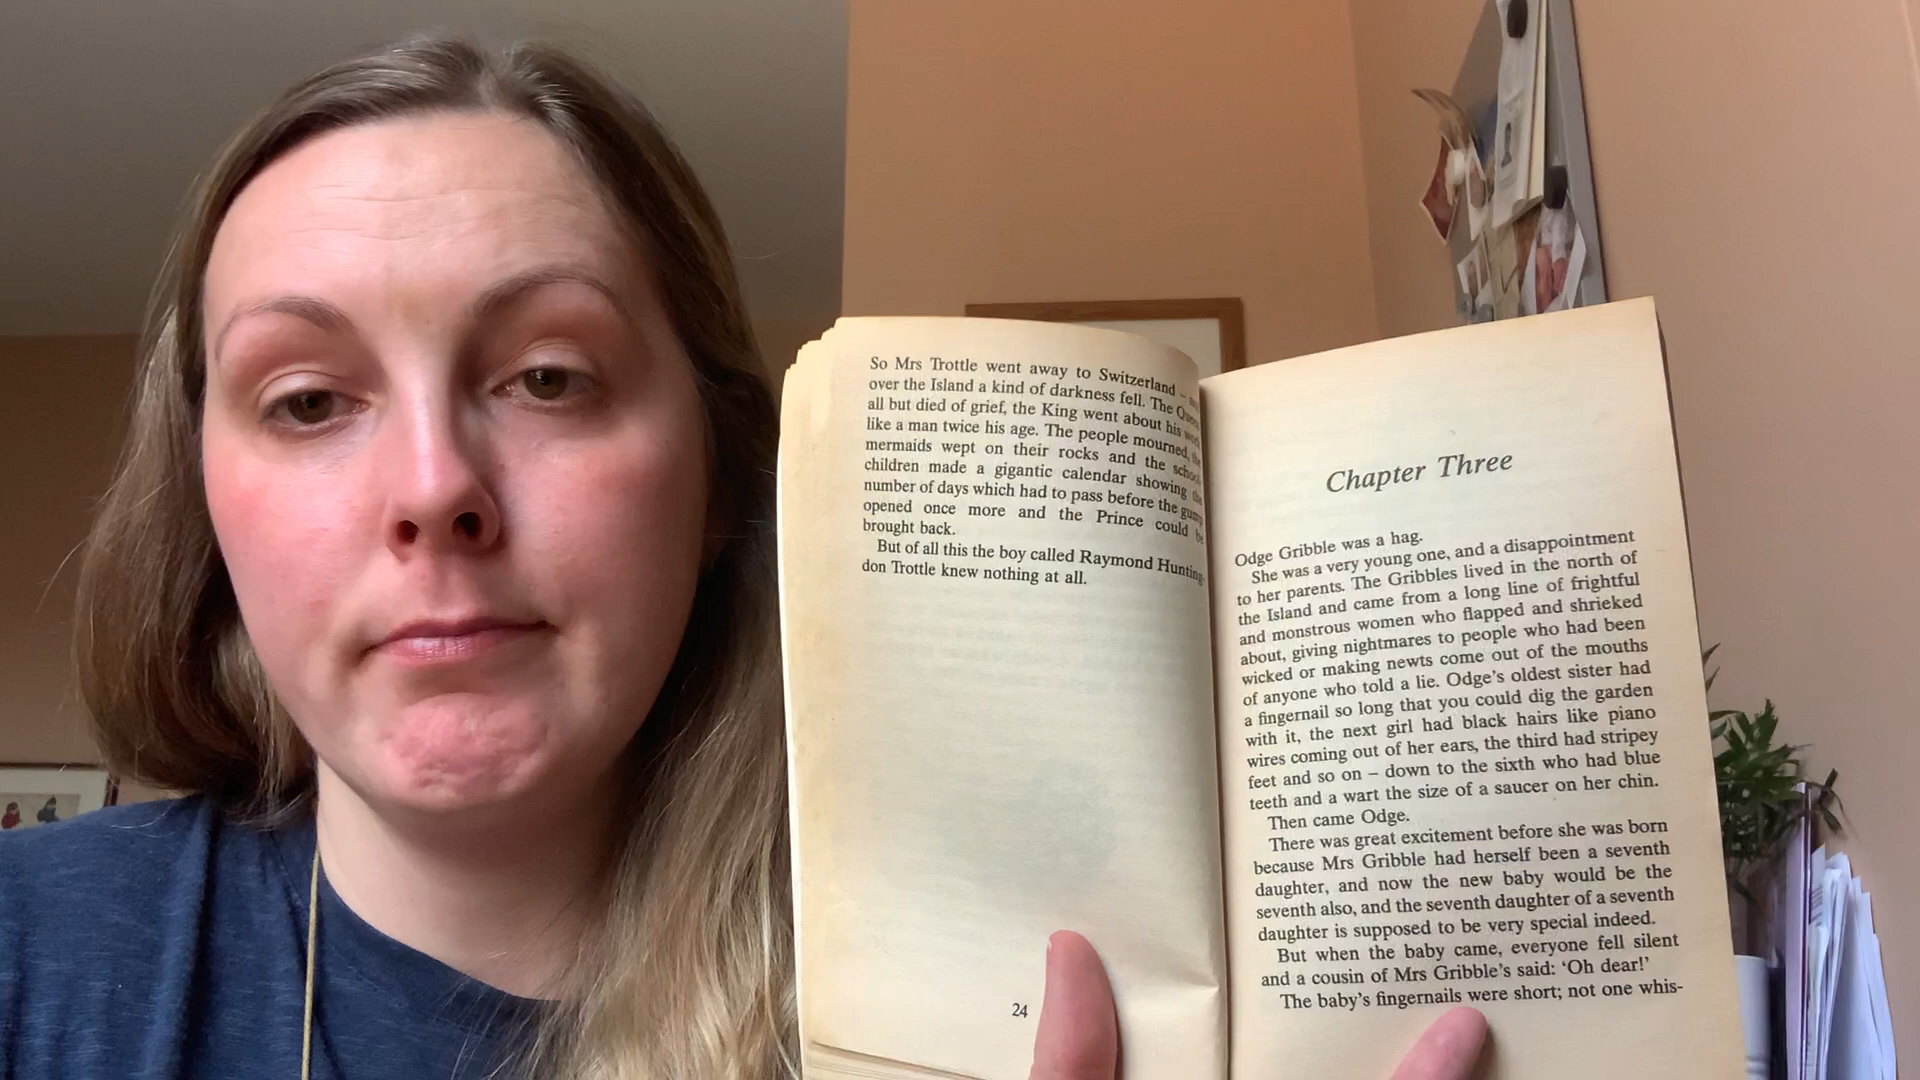 So Mrs Trottle went away to Switzerland –
over the Island a kind of darkness fell. The Queen
all but died of grief, the King went about his work
like a man twice his age. The people mourned, the
mermaids wept on their rocks and the school
children made a gigantic calendar showing the
number of days which had to pass before the gump
opened once more and the Prince could be
brought back.
But of all this the boy called Raymond Hunting-
don Trottle knew nothing at all.
24
Chapter Three
Odge Gribble was a hag.
She was a very young one, and a disappointment
to her parents. The Gribbles lived in the north of
the Island and came from a long line of frightful
and monstrous women who flapped and shrieked
about, giving nightmares to people who had been
wicked or making newts come out of the mouths
of anyone who told a lie. Odge's oldest sister had
a fingernail so long that you could dig the garden
with it, the next girl had black hairs like piano
wires coming out of her ears, the third had stripey
feet and so on – down to the sixth who had blue
teeth and a wart the size of a saucer on her chin.
Then came Odge.
There was great excitement before she was born
because Mrs Gribble had herself been a seventh
daughter, and now the new baby would be the
seventh also, and the seventh daughter of a seventh
daughter is supposed to be very special indeed.
But when the baby came, everyone fell silent
and a cousin of Mrs Gribble's said: 'Oh dear!'
The baby's fingernails were short; not one whis-